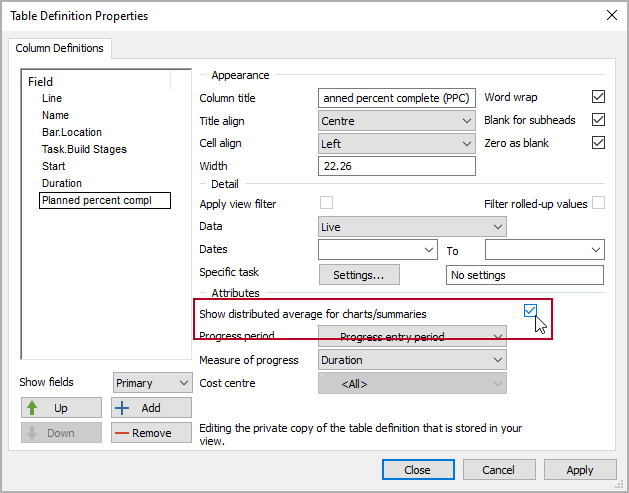 Table Definition Properties
Column Definitions
Field
Line
Name
Bar.Location
Task.Build Stages
Start
Duration
Planned percent compl
Show fields
Primary
Up
Add
Down
Remove
Appearance
Column title
anned percent complete (PPC)
Word wrap
Title align
Centre
Blank for subheads
Cell align
Left
Zero as blank
Width
22.26
Detail
Apply view filter
Filter rolled-up values
Data
Live
Dates
To
Specific task
Settings...
No settings
Attributes
Show distributed average for charts/summaries
Progress period
Progress entry period
Measure of progress
Duration
Cost centre
<All>
Editing the private copy of the table definition that is stored in your
view.
Close
Cancel
Apply